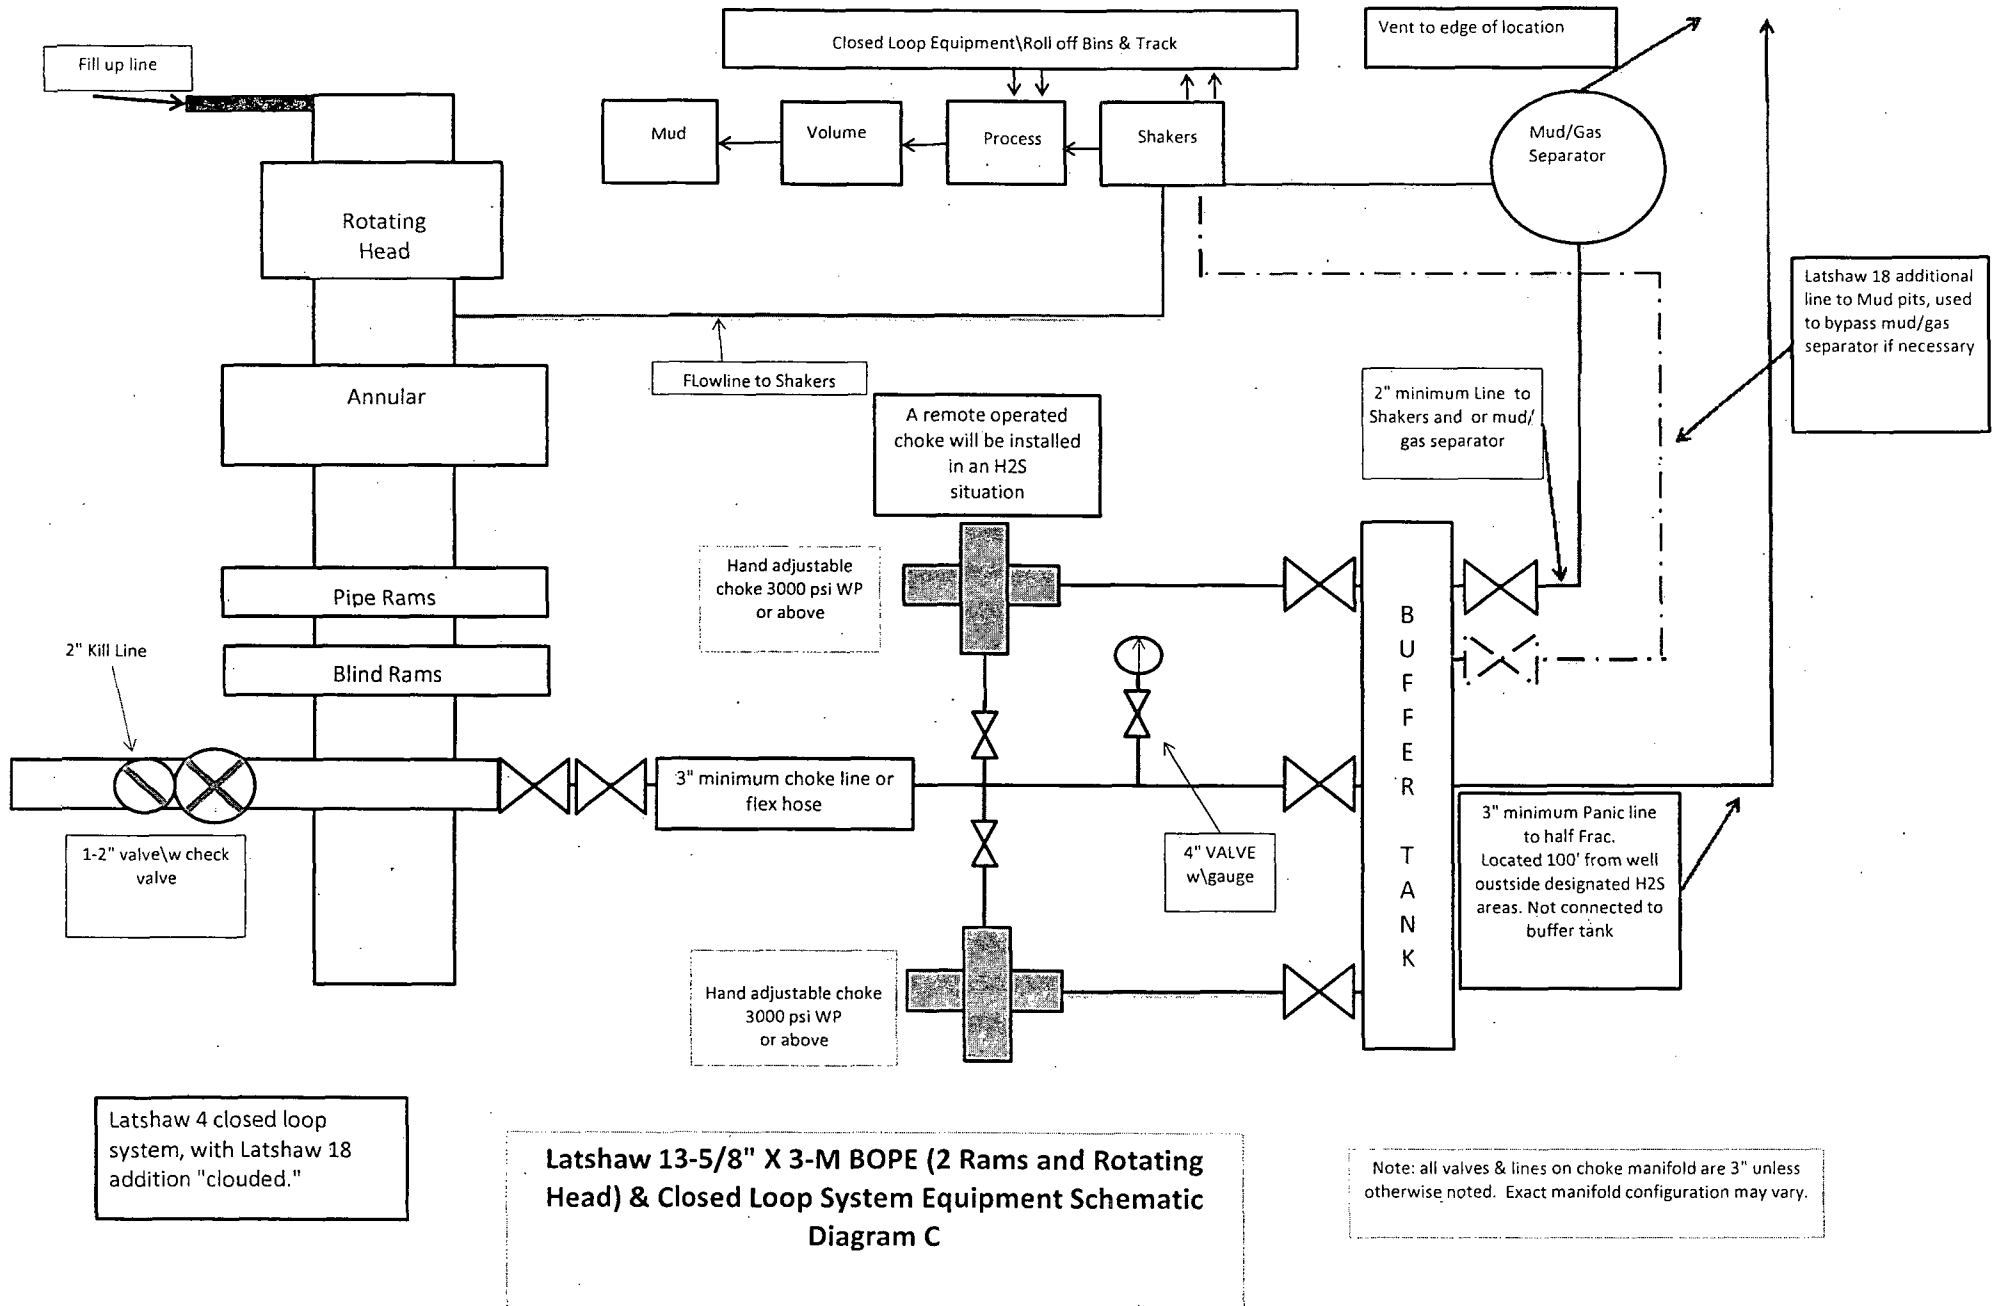 Fill up line
Closed Loop Equipment\Roll off Bins & Track
Vent to edge of location
Mud
Volume
Process
Shakers
Mud/Gas
Separator
Rotating
Head
Latshaw 18 additional
line to Mud pits, used
to bypass mud/gas
separator if necessary
FLowline to Shakers
Annular
A remote operated
choke will be installed
in an H2S
situation
2" minimum Line to
Shakers and or mud/
gas separator
Hand adjustable
choke 3000 psi WP
or above
Pipe Rams
2" Kill Line
Blind Rams
BUFFER TANK
3" minimum choke line or
flex hose
1-2" valve\w check
valve
4" VALVE
w\gauge
3" minimum Panic line
to half Frac.
Located 100' from well
oustside designated H2S
areas. Not connected to
buffer tank
Hand adjustable choke
3000 psi WP
or above
Latshaw 4 closed loop
system, with Latshaw 18
addition "clouded."
Latshaw 13-5/8" X 3-M BOPE (2 Rams and Rotating
Head) & Closed Loop System Equipment Schematic
Diagram C
Note: all valves & lines on choke manifold are 3" unless
otherwise noted. Exact manifold configuration may vary.